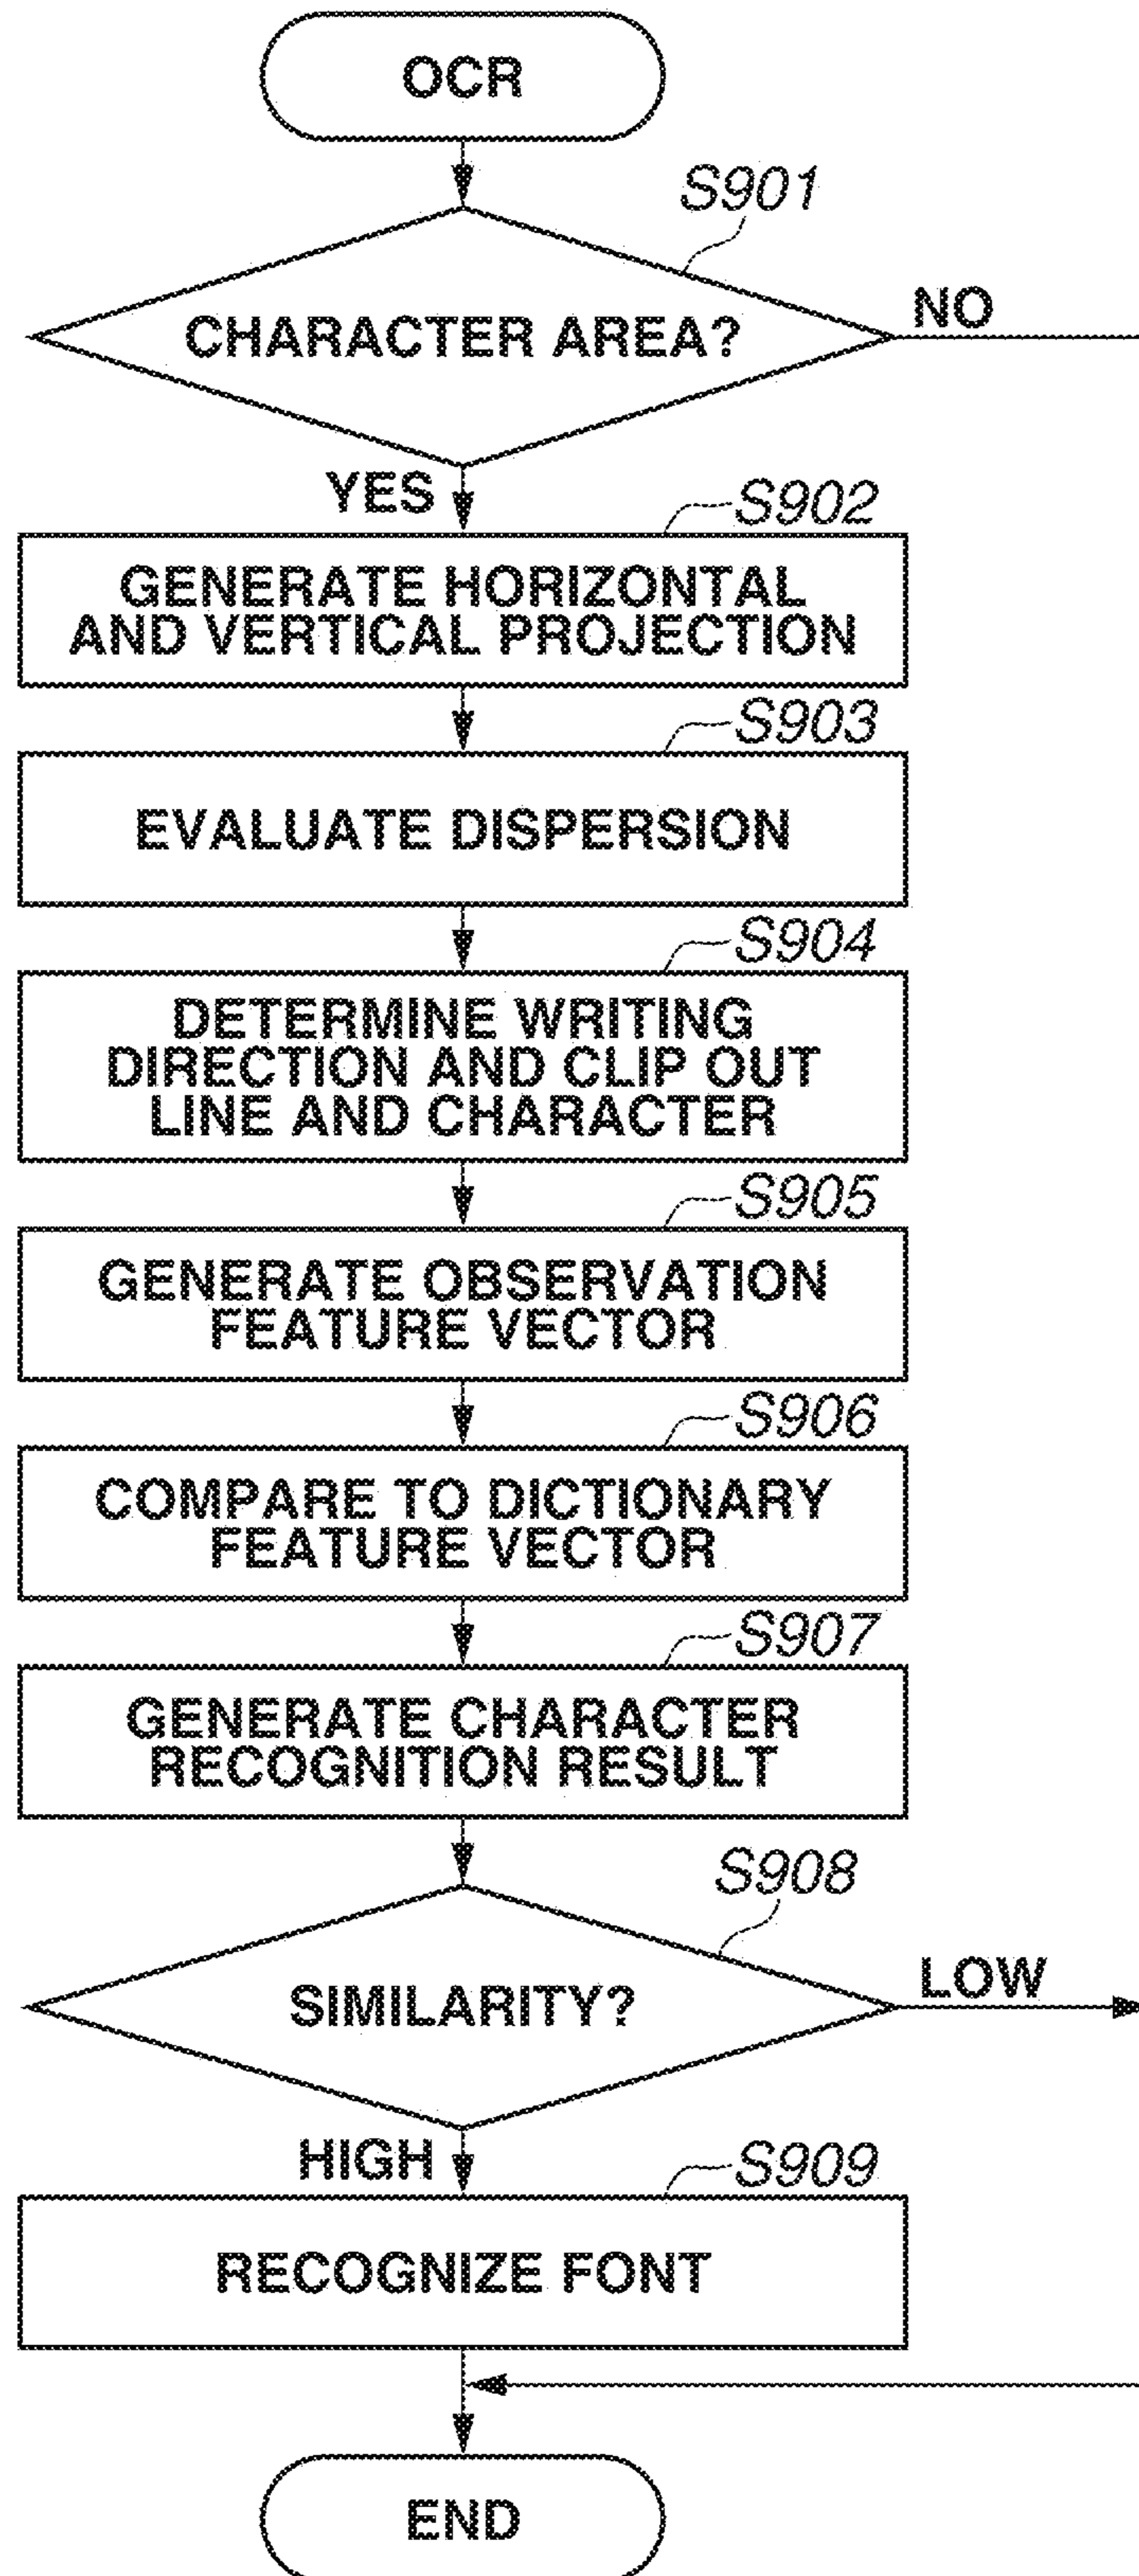 OCR
S901
CHARACTER AREA?
NO
YES
S902
GENERATE HORIZONTAL
AND VERTICAL PROJECTION
S903
EVALUATE DISPERSION
S904
DETERMINE WRITING
DIRECTION AND CLIP OUT
LINE AND CHARACTER
S905
GENERATE OBSERVATION
FEATURE VECTOR
S906
COMPARE TO DICTIONARY
FEATURE VECTOR
S907
GENERATE CHARACTER
RECOGNITION RESULT
S908
SIMILARITY?
LOW
HIGH
S909
RECOGNIZE FONT
END